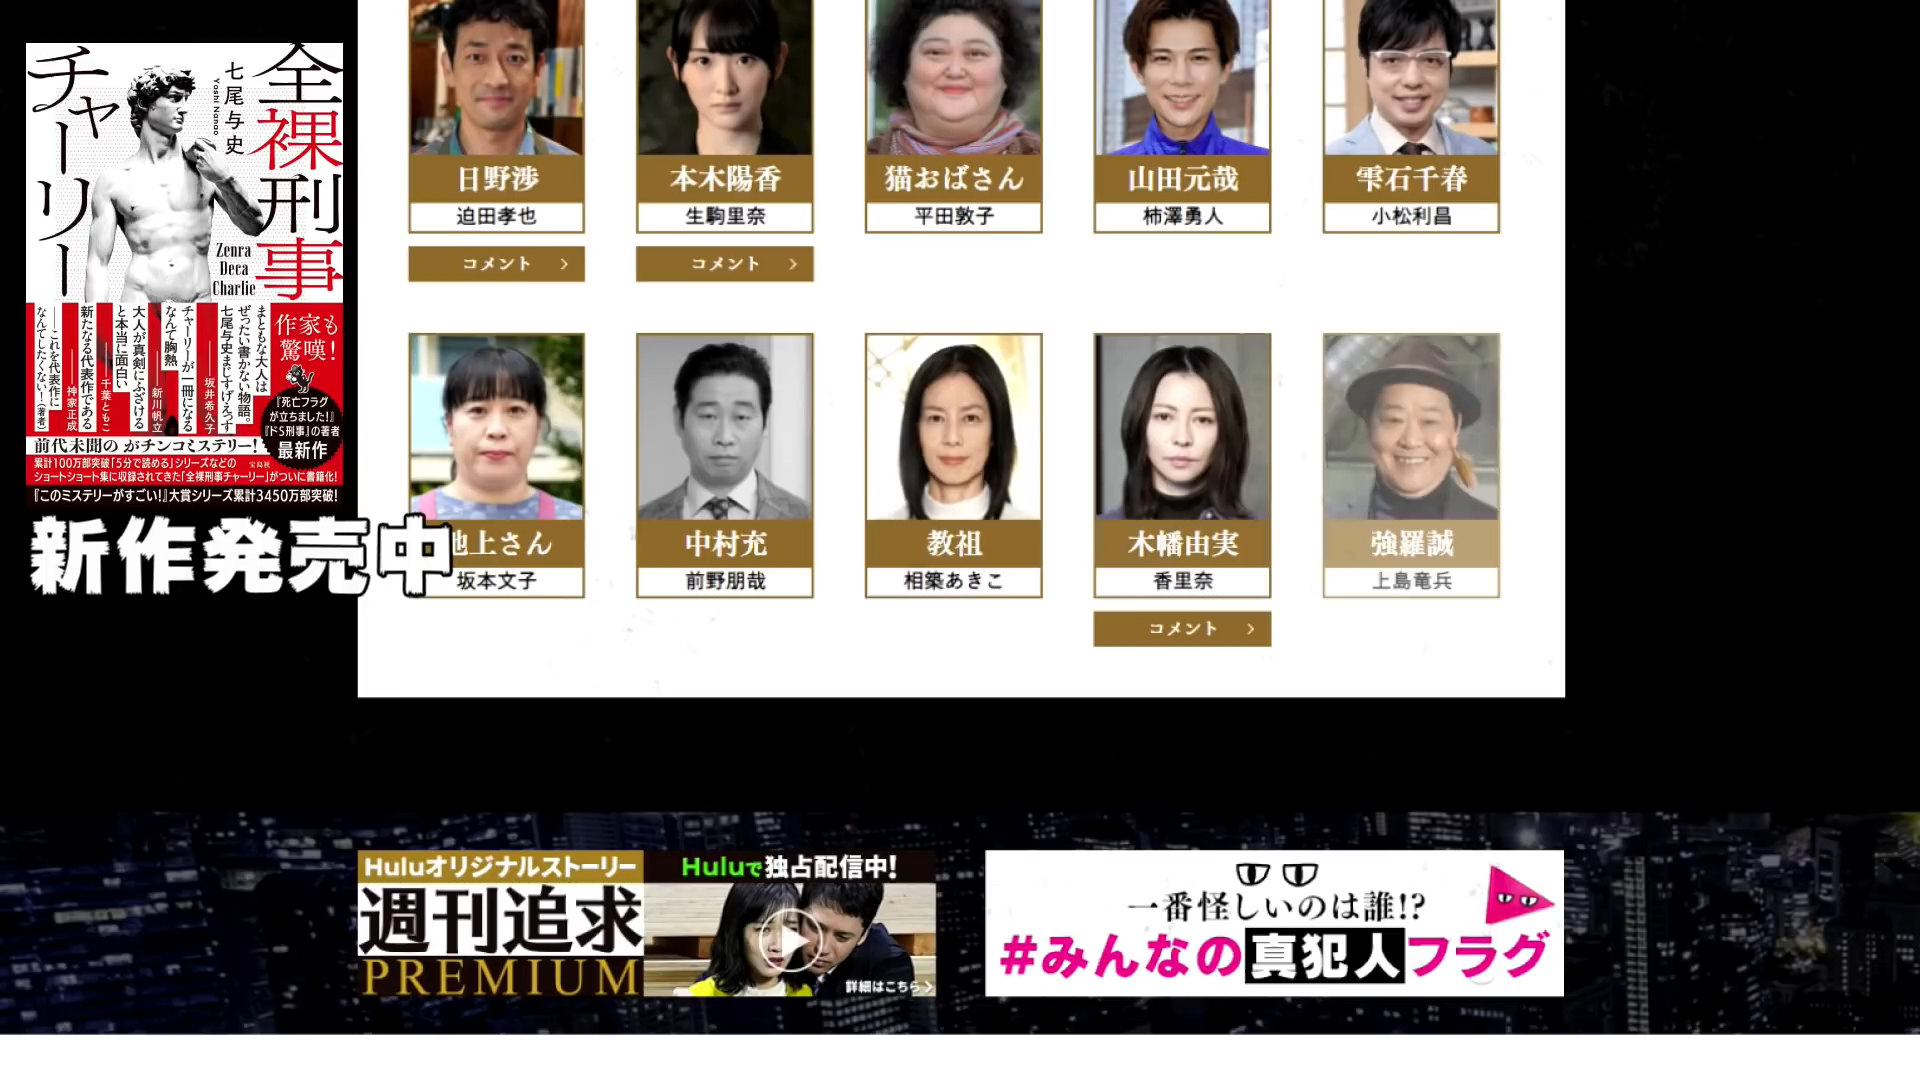 全裸刑事
チャーリー
七尾与史
Yoshi Nanao
Zenra
Deca
Charlie
作家も
驚嘆!
まともな大人は
ぜったい書かない物語。
七尾与史まじすげえっす
坂井希久子
チャーリーが一冊になる
なんて胸熱
新川帆立
大人が真剣にふざける
と本当に面白い
千葉ともこ
新たなる代表作である
神家正成
──これを代表作に
なんてしたくない!(著者)
『死亡フラグ
が立ちました!』
『ドS刑事』の著者
最新作
前代未聞の がチンコミステリー!
累計100万部突破「5分で読める」シリーズなどの
宝島社
ショートショート集に収録されてきた「全裸刑事チャーリー」がついに書籍化!
『このミステリーがすごい!』大賞シリーズ累計3450万部突破!
新作発売中
日野渉
迫田孝也
コメント
本木陽香
生駒里奈
コメント
猫おばさん
平田敦子
山田元哉
柿澤勇人
雫石千春
小松利昌
池上さん
坂本文子
中村充
前野朋哉
教祖
相築あきこ
木幡由実
香里奈
コメント
強羅誠
上島竜兵
Huluオリジナルストーリー
週刊追求
PREMIUM
Huluで独占配信中!
詳細はこちら
一番怪しいのは誰!?
#みんなの真犯人フラグ